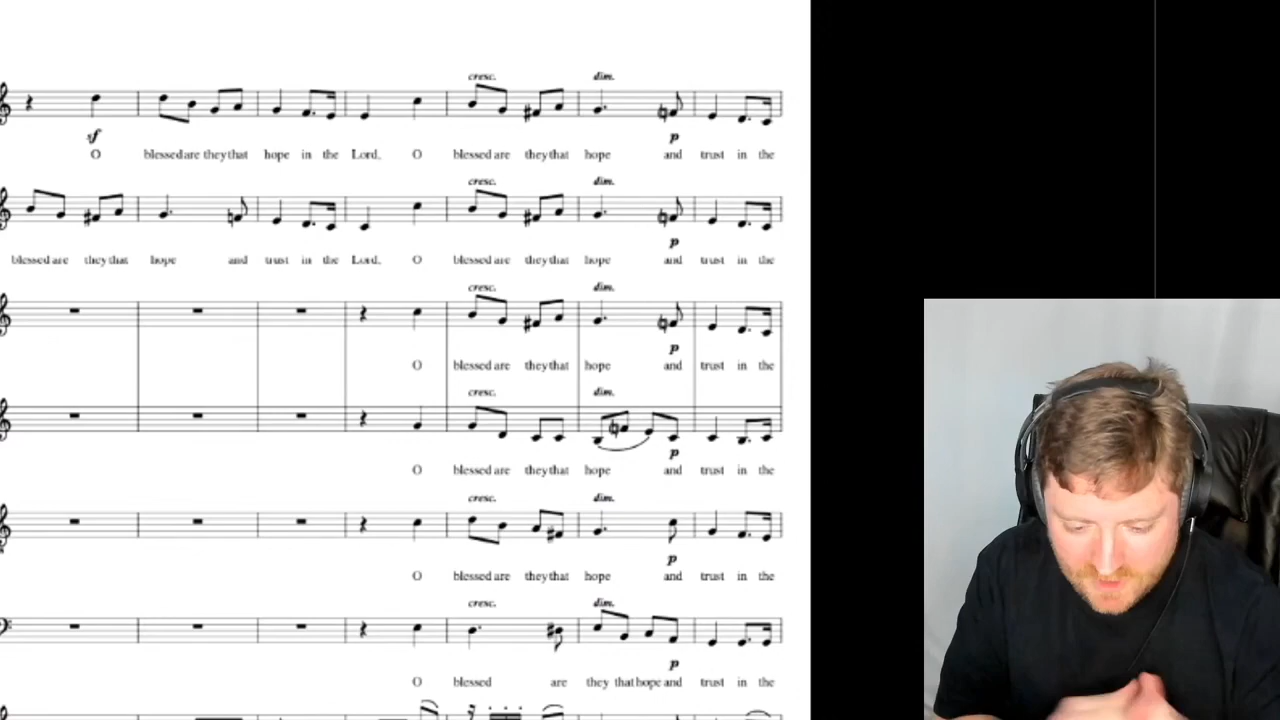 cresc. dim.
sf p
O blessed are they that hope in the Lord, O blessed are they that hope and trust in the
cresc. dim.
p
blessed are they that hope and trust in the Lord, O blessed are they that hope and trust in the
cresc. dim.
p
O blessed are they that hope and trust in the
cresc. dim.
p
O blessed are they that hope and trust in the
cresc. dim.
p
O blessed are they that hope and trust in the
cresc. dim.
p
O blessed are they that hope and trust in the